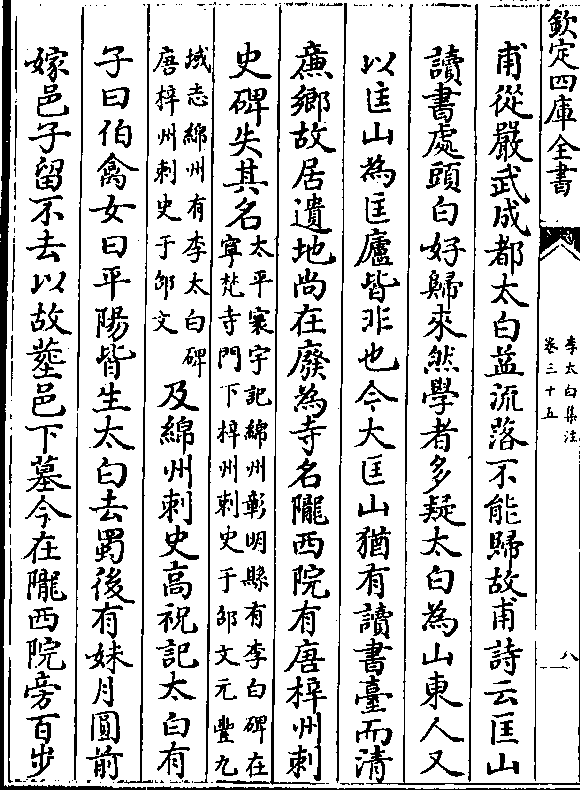 欽定四庫全書
李太白集注
卷三十五
八
甫從嚴武成都太白益流落不能歸故甫詩云匡山
讀書處頭白好歸來然學者多疑太白為山東人又
以匡山為匡廬皆非也今大匡山猶有讀書臺而清
廉鄉故居遺地尚在廢為寺名隴西院有唐梓州刺
史碑失其名
太平寰宇記綿州彰明縣有李白碑在
寧梵寺門下梓州刺史于邵文元豐九
域志綿州有李太白碑
唐梓州刺史于邵文
及綿州刺史高祝記太白有
子曰伯禽女曰平陽皆生太白去蜀後有妹月圓前
嫁邑子留不去以故塟邑下墓今在隴西院旁百步